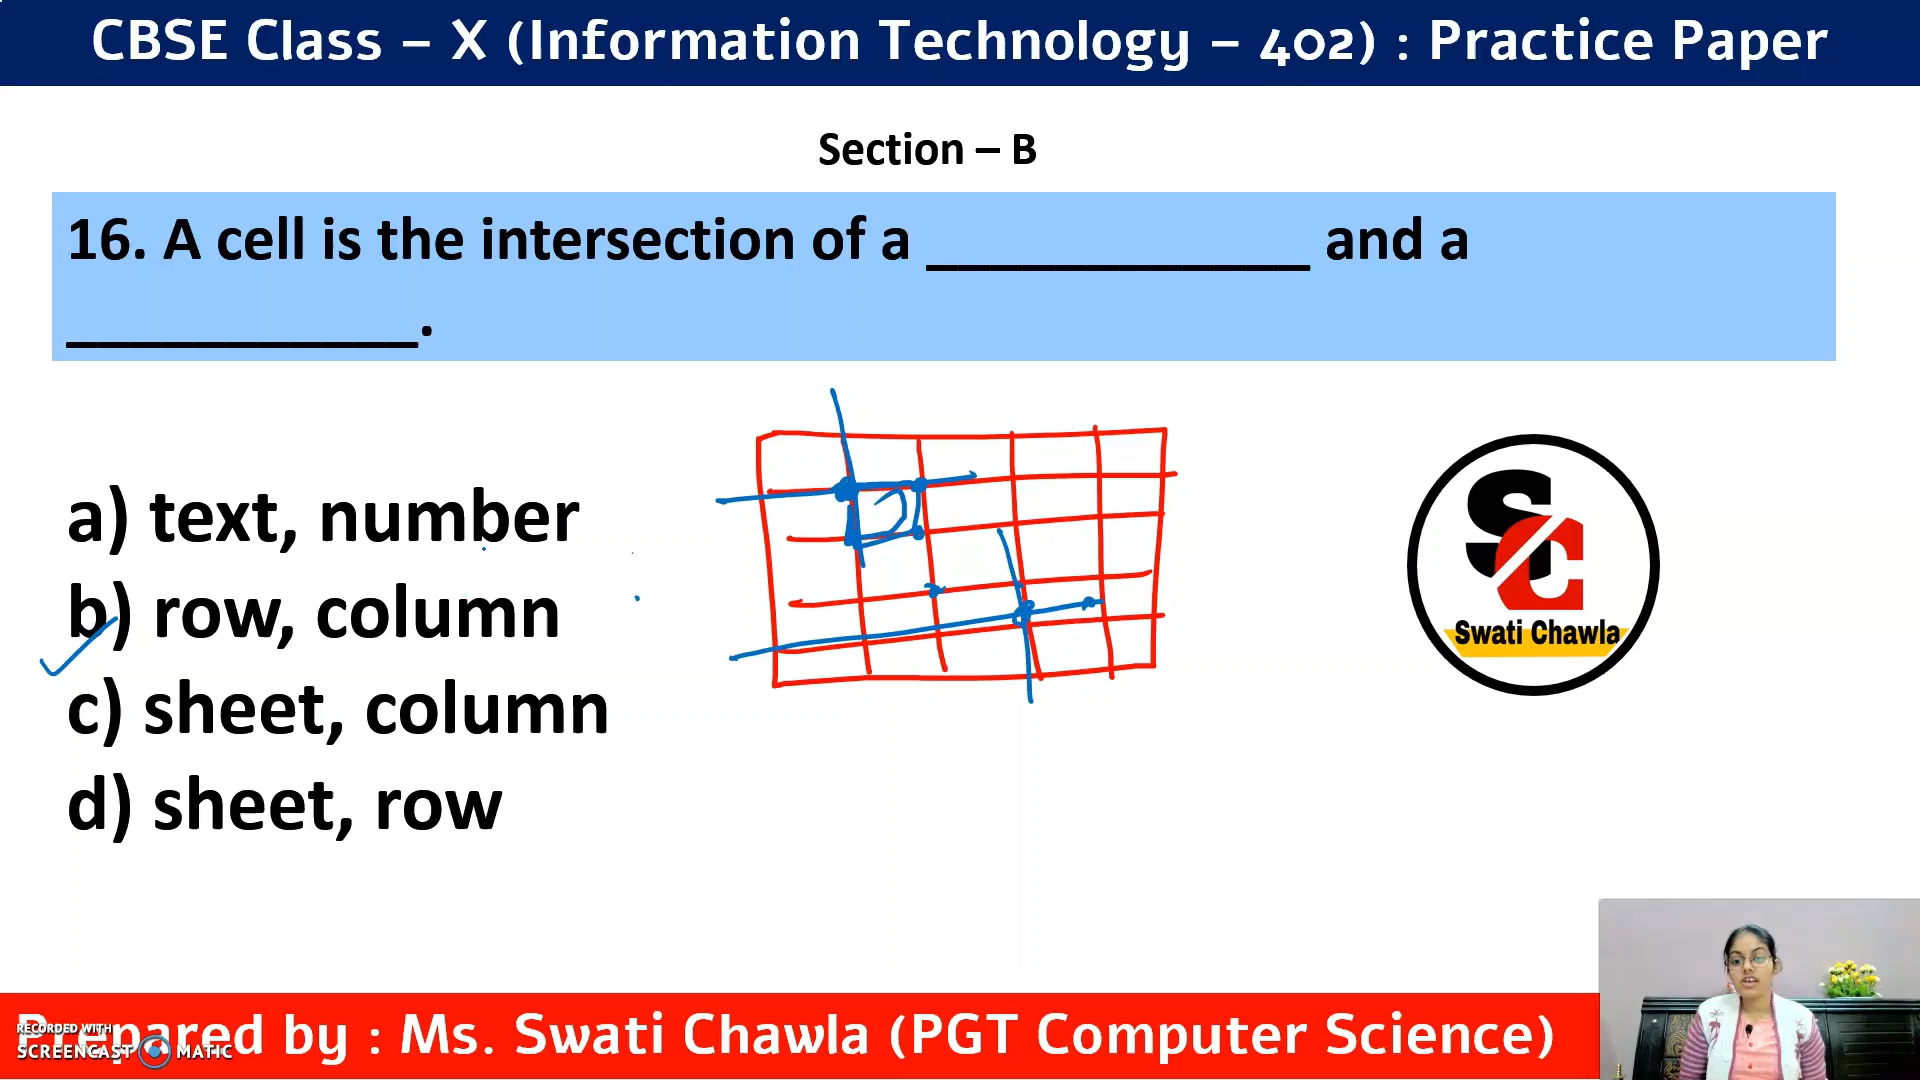 CBSE Class – X (Information Technology – 402) : Practice Paper
Section – B
16. A cell is the intersection of a ____________ and a
___________.
a) text, number
b) row, column
c) sheet, column
d) sheet, row
SC
Swati Chawla
Prepared by : Ms. Swati Chawla (PGT Computer Science)
RECORDED WITH
SCREENCAST MATIC